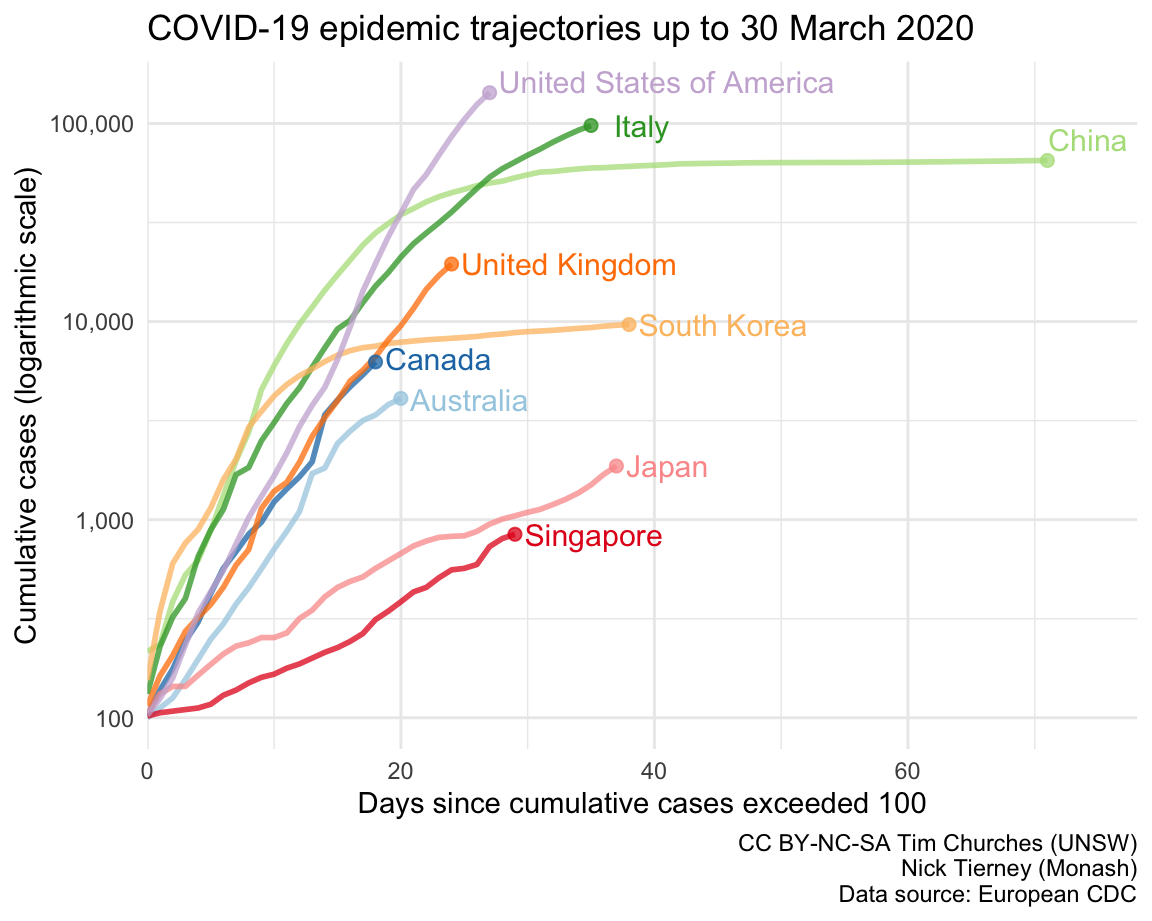 COVID-19 epidemic trajectories up to 30 March 2020
United States of America
100,000
Italy
China
United Kingdom
10,000
South Korea
Canada
Australia
Japan
1,000
Singapore
100
Cumulative cases (logarithmic scale)
0 20 40 60
Days since cumulative cases exceeded 100
CC BY-NC-SA Tim Churches (UNSW)
Nick Tierney (Monash)
Data source: European CDC